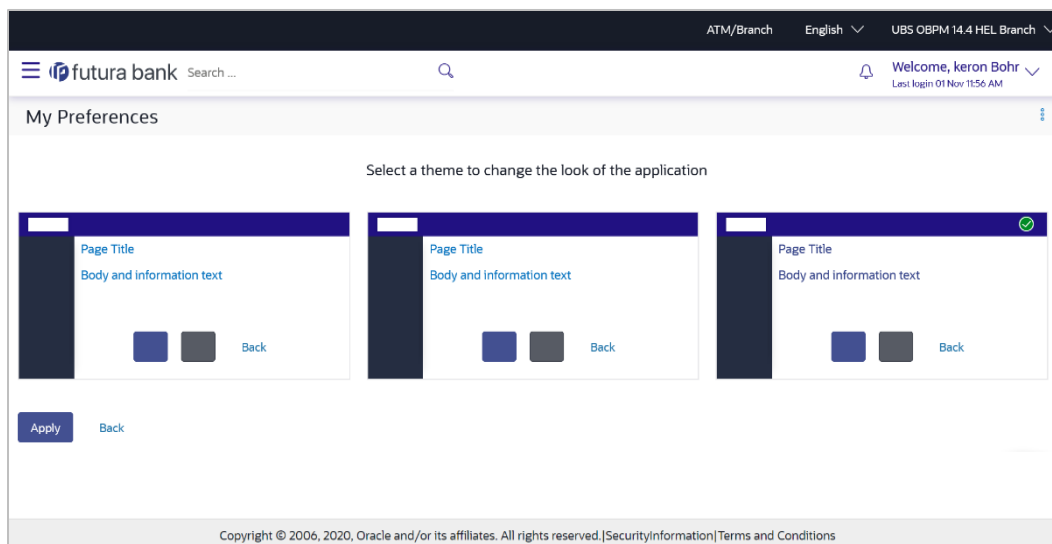 ATM/Branch English UBS OBPM 14.4 HEL Branch
futura bank Search ... Welcome, keron Bohr
Last login 01 Nov 11:56 AM
My Preferences
Select a theme to change the look of the application
Page Title Page Title Page Title
Body and information text Body and information text Body and information text
Back Back Back
Apply Back
Copyright © 2006, 2020, Oracle and/or its affiliates. All rights reserved.|SecurityInformation|Terms and Conditions